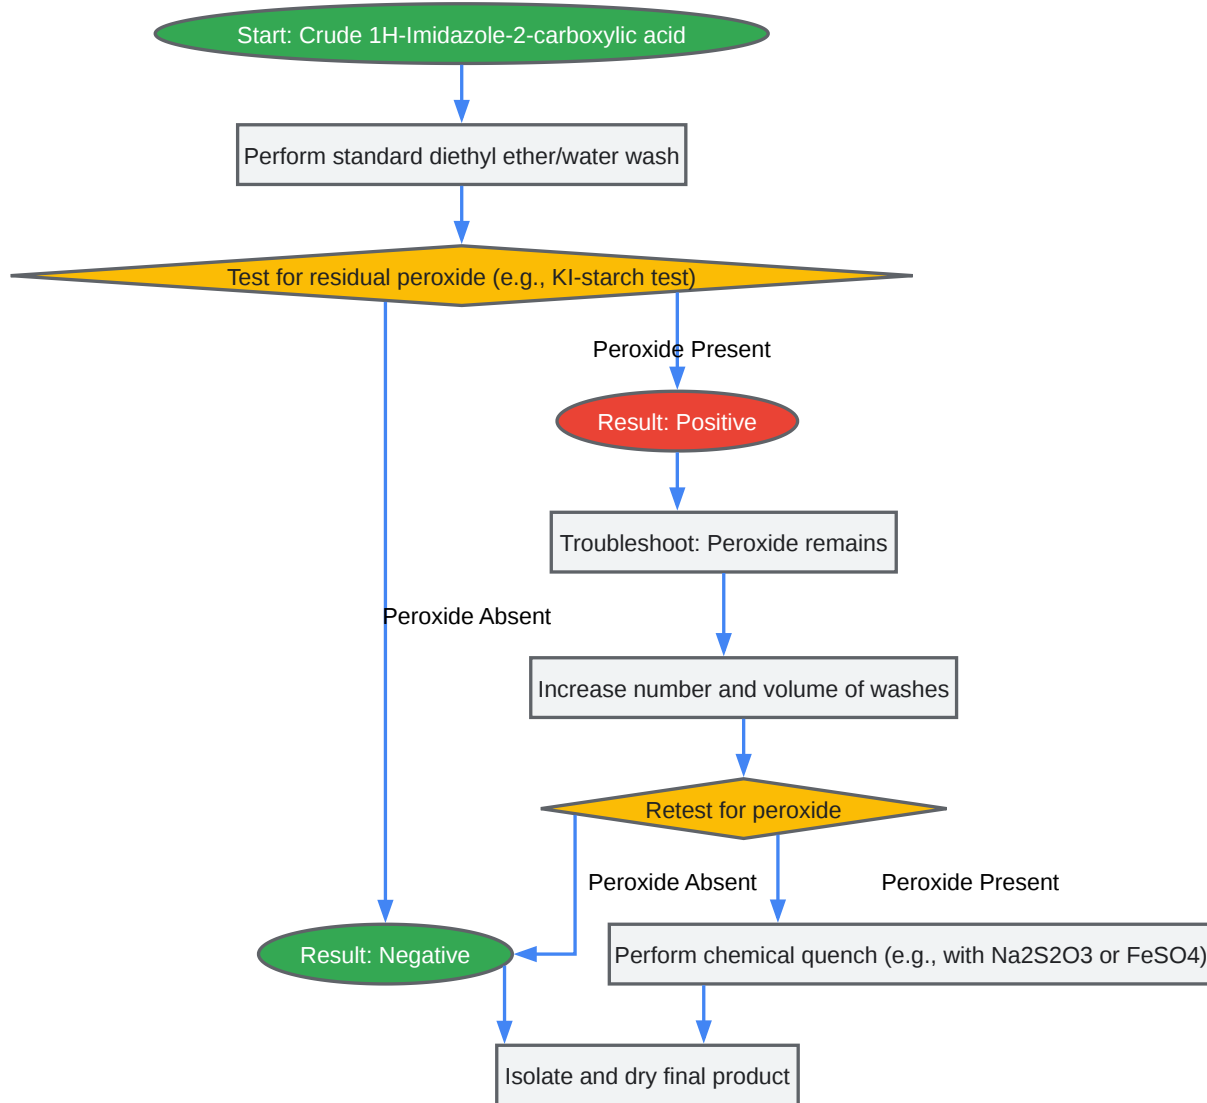 Start: Crude 1H-Imidazole-2-carboxylic acid
Perform standard diethyl ether/water wash
Test for residual peroxide (e.g., KI-starch test)
Peroxide Present
Result: Positive
Troubleshoot: Peroxide remains
Peroxide Absent
Increase number and volume of washes
Retest for peroxide
Peroxide Absent
Peroxide Present
Result: Negative
Perform chemical quench (e.g., with Na2S2O3 or FeSO4)
Isolate and dry final product